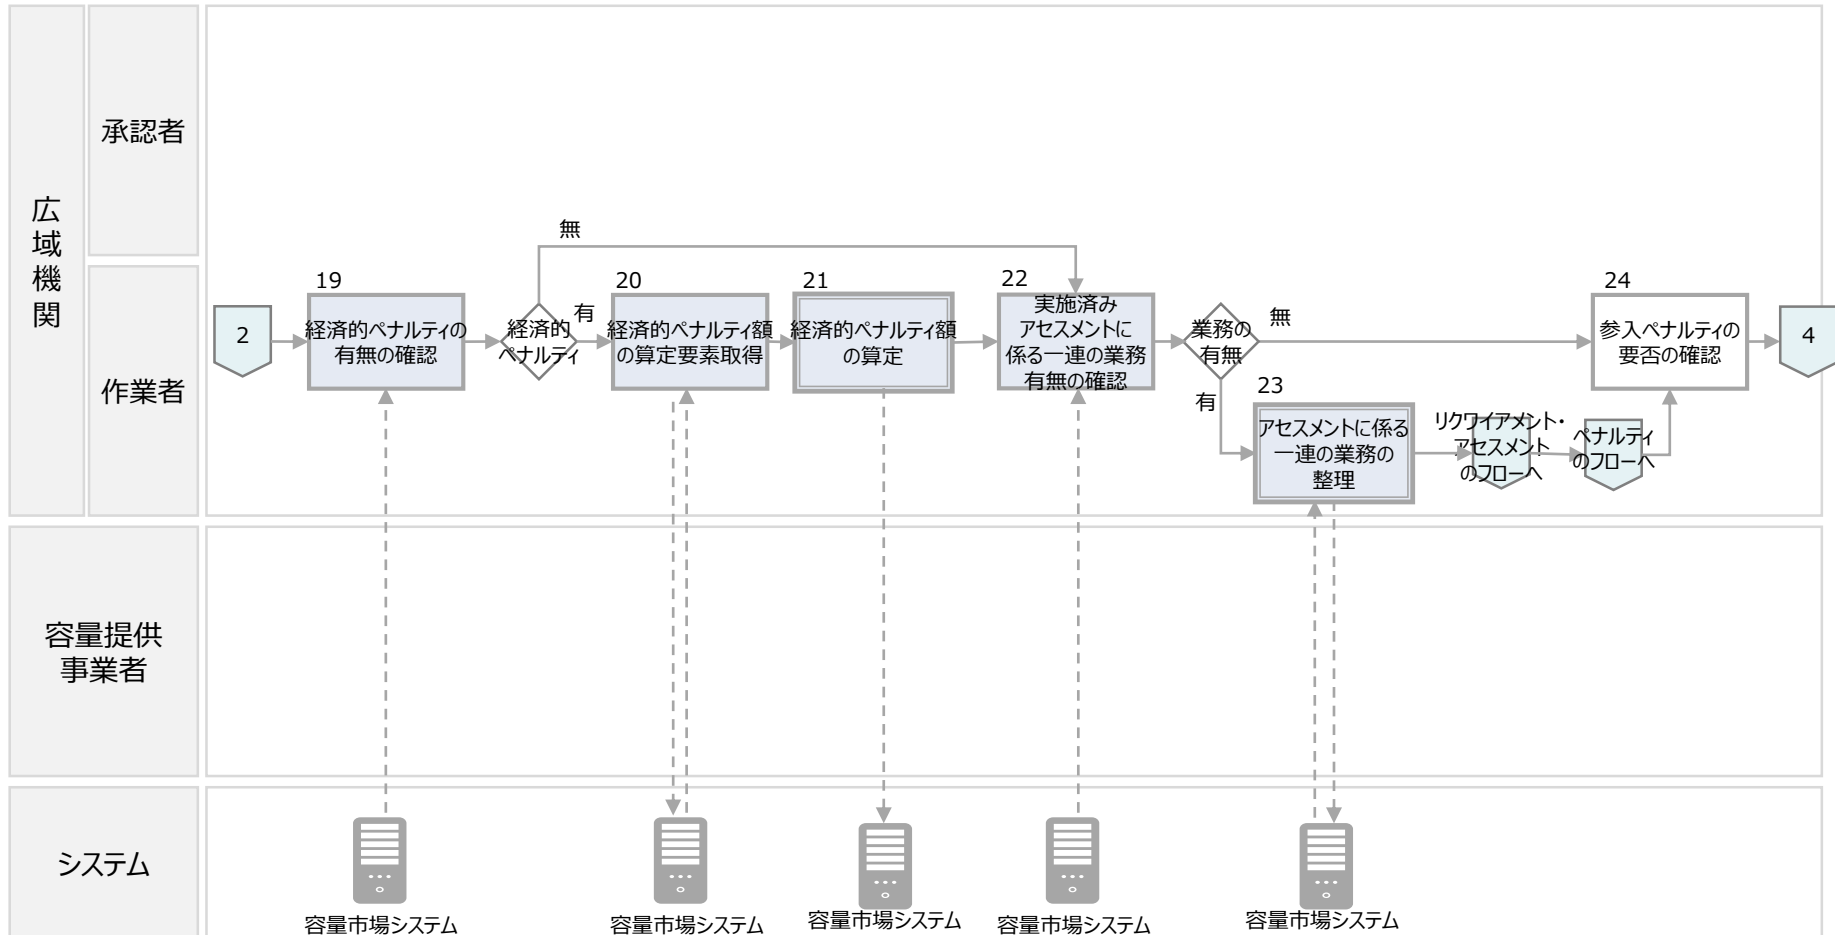 広
域
機
関
承認者
作業者
無
19
20
21
22
24
2
経済的ペナルティの
有無の確認
経済的
ペナルティ
有
経済的ペナルティ額
の算定要素取得
経済的ペナルティ額
の算定
実施済み
アセスメントに
係る一連の業務
有無の確認
業務の
有無
無
有
参入ペナルティの
要否の確認
4
23
アセスメントに係る
一連の業務の
整理
リクワイアメント・
アセスメント
のフローへ
ペナルティ
のフローへ
容量提供
事業者
システム
容量市場システム
容量市場システム
容量市場システム
容量市場システム
容量市場システム